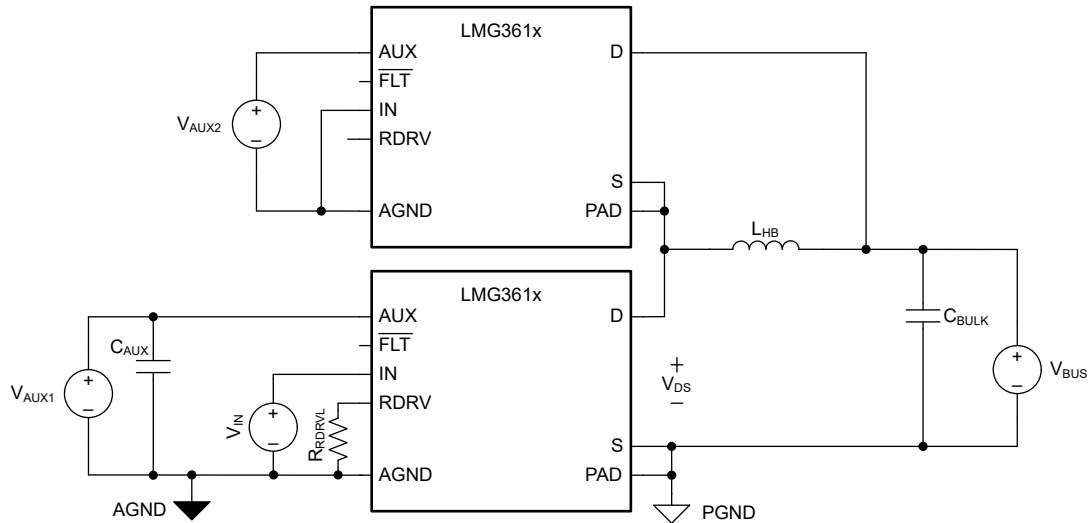 LMG361x
AUX
D
FLT
IN
RDRV
VAUX2
+
–
S
AGND
PAD
LHB
LMG361x
AUX
D
FLT
CAUX
IN
CBULK
RDRV
VAUX1
+
–
VIN
+
–
RRDRVL
+
VDS
–
VBUS
+
–
S
AGND
PAD
AGND
PGND